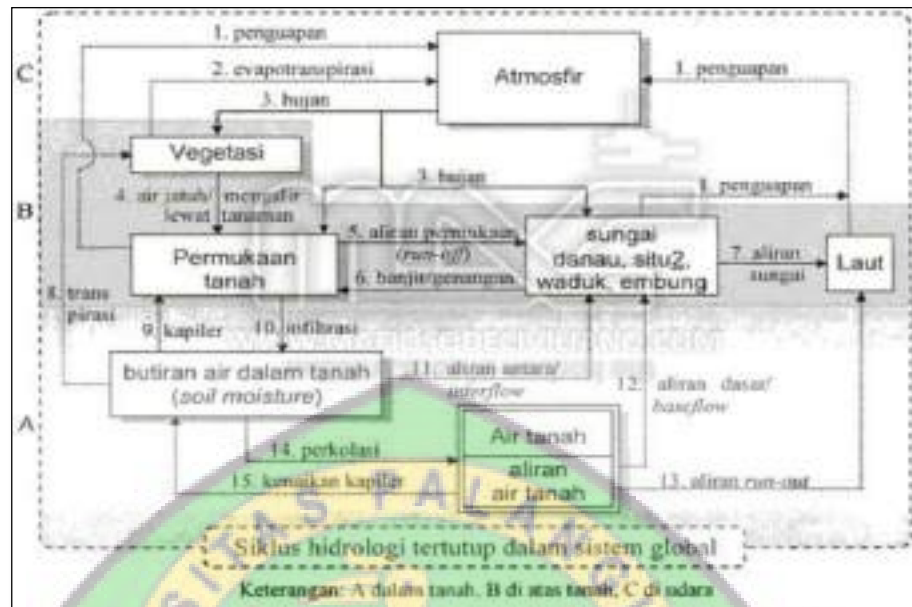 1. penguapan
C
2. evapotranspirasi
Atmosfir
1. penguapan
3. hujan
Vegetasi
3. hujan
1. penguapan
4. air jatuh/ mengalir
lewat tanaman
B
5. aliran permukaan
(run-off)
Permukaan
tanah
sungai
danau, situ2,
waduk, embung
7. aliran
sungai
Laut
6. banjir/genangan
8. trans
pirasi
9. kapiler
10. infiltrasi
butiran air dalam tanah
(soil moisture)
11. aliran antara/
interflow
12. aliran dasar/
baseflow
A
Air tanah
aliran
air tanah
14. perkolasi
15. kenaikan kapiler
13. aliran run-out
SITAS PALANG
Siklus hidrologi tertutup dalam sistem global
Keterangan: A dalam tanah, B di atas tanah, C di udara